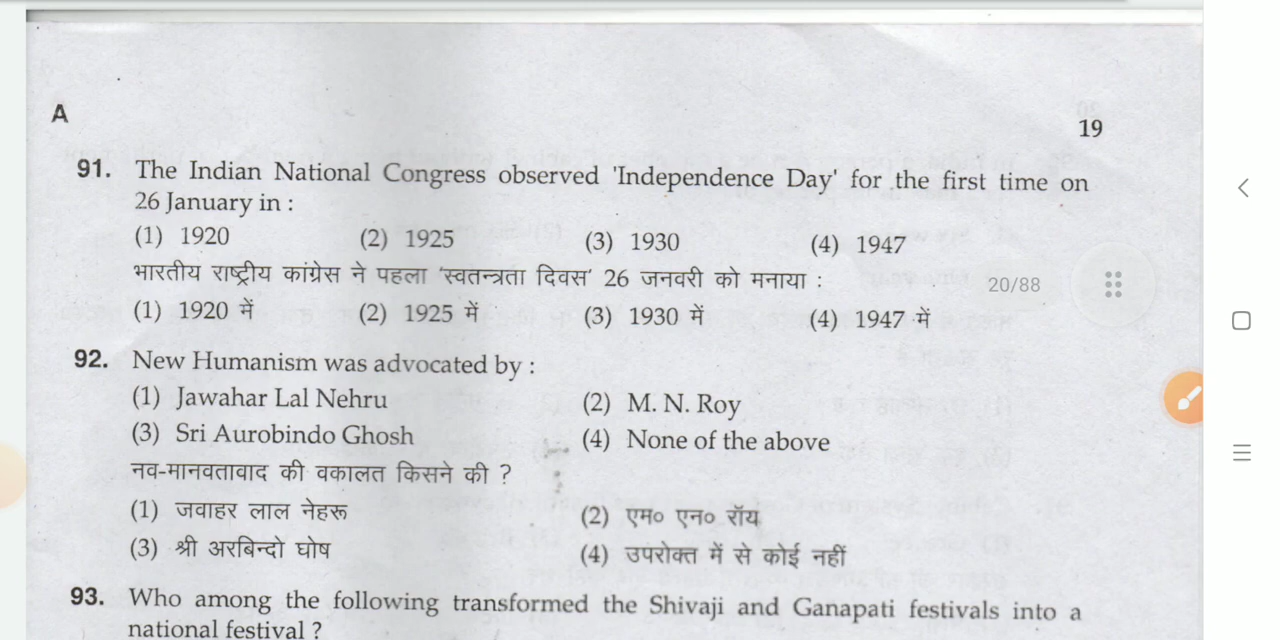 A
19
91. The Indian National Congress observed 'Independence Day' for the first time on
26 January in :
(1) 1920 (2) 1925 (3) 1930 (4) 1947
भारतीय राष्ट्रीय कांग्रेस ने पहला 'स्वतन्त्रता दिवस' 26 जनवरी को मनाया :
20/88
(1) 1920 में (2) 1925 में (3) 1930 में (4) 1947 में
92. New Humanism was advocated by :
(1) Jawahar Lal Nehru (2) M. N. Roy
(3) Sri Aurobindo Ghosh (4) None of the above
नव-मानवतावाद की वकालत किसने की ?
(1) जवाहर लाल नेहरू (2) एम० एन० रॉय
(3) श्री अरबिन्दो घोष (4) उपरोक्त में से कोई नहीं
93. Who among the following transformed the Shivaji and Ganapati festivals into a
national festival ?